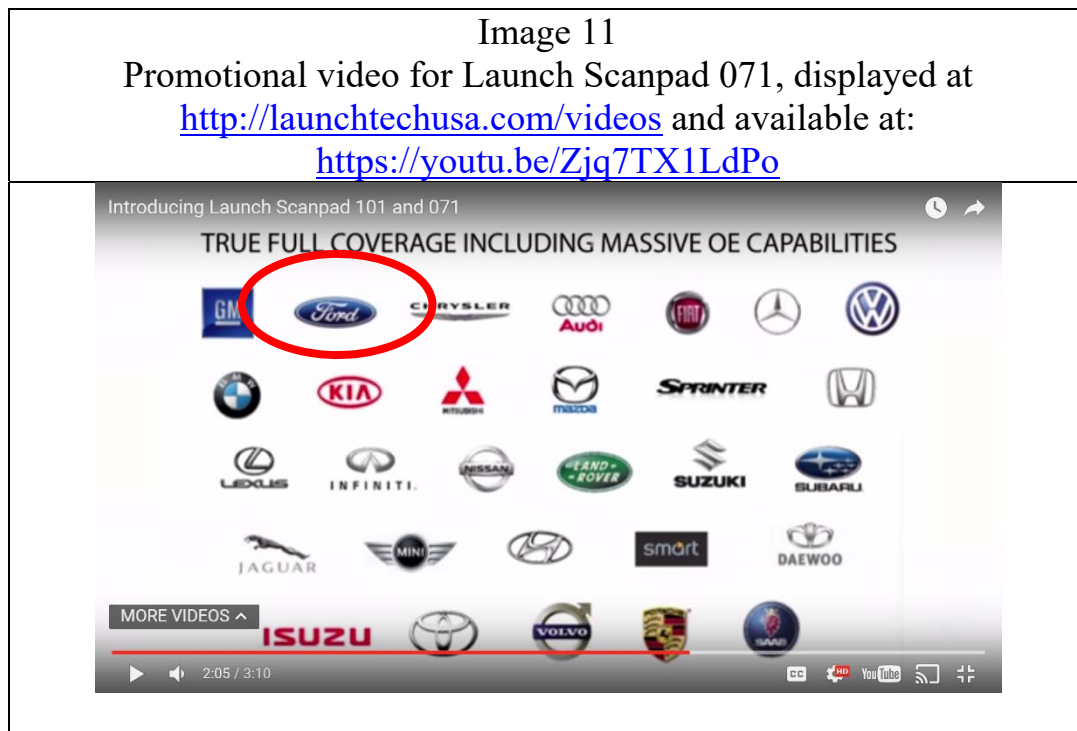 Image 11
Promotional video for Launch Scanpad 071, displayed at
http://launchtechusa.com/videos and available at:
https://youtu.be/Zjq7TX1LdPo
Introducing Launch Scanpad 101 and 071
TRUE FULL COVERAGE INCLUDING MASSIVE OE CAPABILITIES
GM Ford CHRYSLER Audi FIAT
KIA MITSUBISHI mazda SPRINTER
LEXUS INFINITI. NISSAN LAND-ROVER SUZUKI SUBARU
JAGUAR MINI smart DAEWOO
MORE VIDEOS
ISUZU VOLVO SAAB
2:05 / 3:10 CC HD YouTube